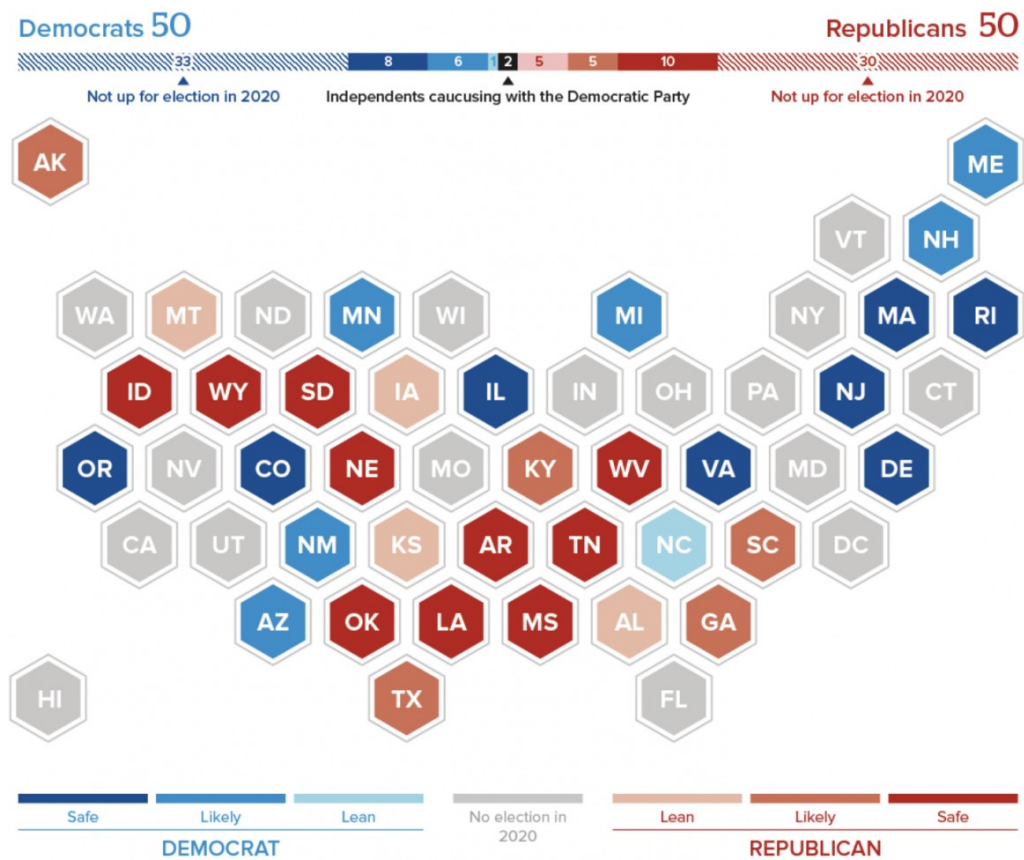 Democrats 50 Republicans 50
33 8 6 1 2 5 5 10 30
Not up for election in 2020 Independents caucusing with the Democratic Party Not up for election in 2020
AK ME
VT NH
WA MT ND MN WI MI NY MA RI
ID WY SD IA IL IN OH PA NJ CT
OR NV CO NE MO KY WV VA MD DE
CA UT NM KS AR TN NC SC DC
AZ OK LA MS AL GA
HI TX FL
Safe Likely Lean No election in Lean Likely Safe
2020
DEMOCRAT REPUBLICAN